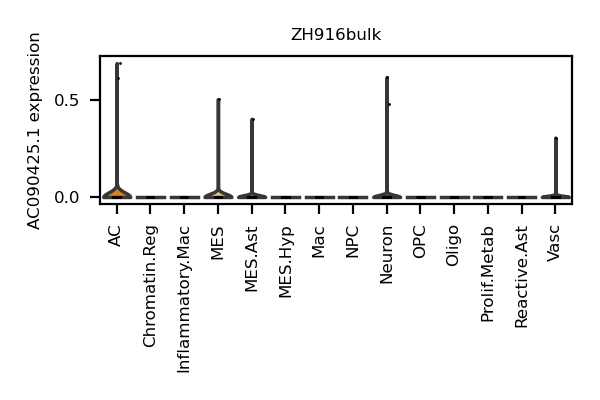 ZH916bulk
AC090425.1 expression
0.5
0.0
AC
Chromatin.Reg
Inflammatory.Mac
MES
MES.Ast
MES.Hyp
Mac
NPC
Neuron
OPC
Oligo
Prolif.Metab
Reactive.Ast
Vasc